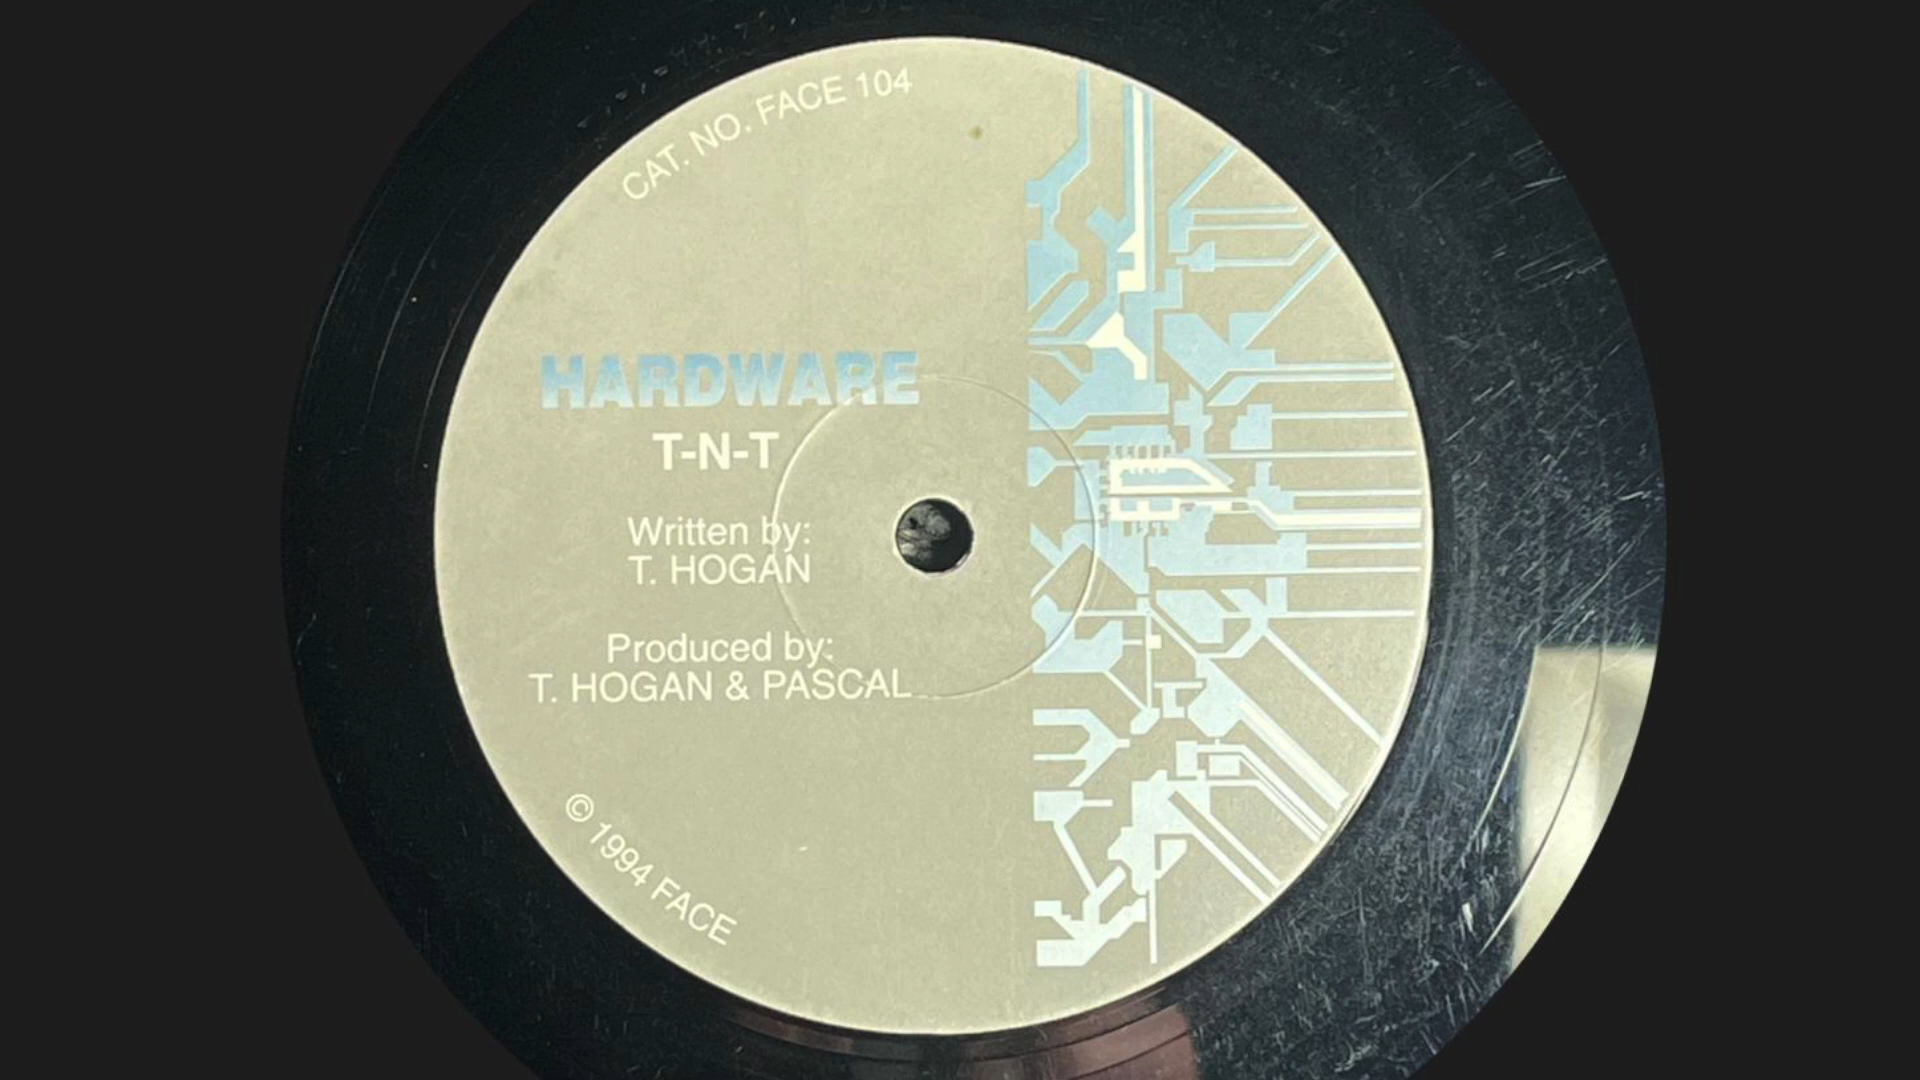 CAT. NO. FACE 104
HARDWARE
T-N-T
Written by:
T. HOGAN
Produced by:
T. HOGAN & PASCAL
© 1994 FACE